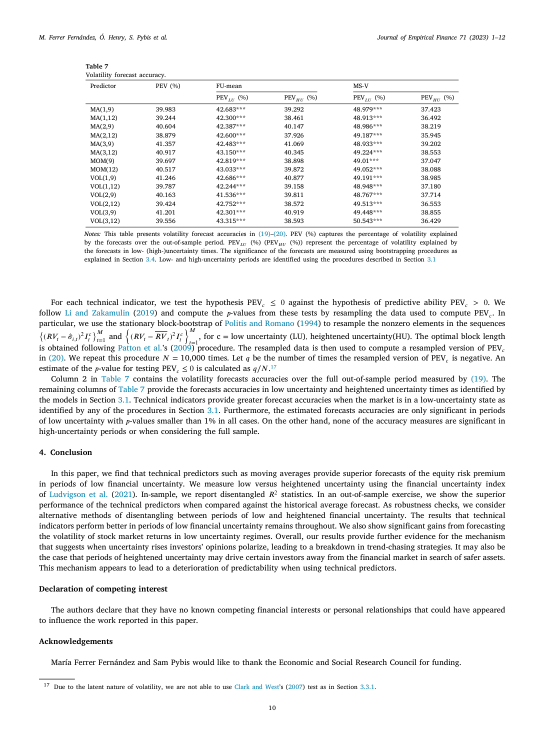 M. Ferrer Fernández, Ó. Henry, S. Pybis et al.
Journal of Empirical Finance 71 (2023) 1–12
Table 7
Volatility forecast accuracy.
Predictor PEV (%) FU-mean MS-V
PEV_LU (%) PEV_HU (%) PEV_LU (%) PEV_HU (%)
MA(1,9) 39.983 42.683*** 39.292 48.979*** 37.423
MA(1,12) 39.244 42.300*** 38.461 48.913*** 36.492
MA(2,9) 40.604 42.387*** 40.147 48.986*** 38.219
MA(2,12) 38.879 42.600*** 37.926 49.187*** 35.945
MA(3,9) 41.357 42.483*** 41.069 48.933*** 39.202
MA(3,12) 40.917 43.150*** 40.345 49.224*** 38.553
MOM(9) 39.697 42.819*** 38.898 49.01*** 37.047
MOM(12) 40.517 43.033*** 39.872 49.052*** 38.088
VOL(1,9) 41.246 42.686*** 40.877 49.191*** 38.985
VOL(1,12) 39.787 42.244*** 39.158 48.948*** 37.180
VOL(2,9) 40.163 41.536*** 39.811 48.767*** 37.714
VOL(2,12) 39.424 42.752*** 38.572 49.513*** 36.553
VOL(3,9) 41.201 42.301*** 40.919 49.448*** 38.855
VOL(3,12) 39.556 43.315*** 38.593 50.543*** 36.429
Notes: This table presents volatility forecast accuracy in (19)–(20). PEV (%) captures the percentage of volatility explained
by the forecasts over the out-of-sample period. PEV_LU (%) (PEV_HU (%)) represent the percentage of volatility explained by
the forecasts in low- (high-)uncertainty times. The significance of the forecasts are measured using bootstrapping procedures as
explained in Section 3.4. Low- and high-uncertainty periods are identified using the procedures described in Section 3.1
For each technical indicator, we test the hypothesis PEV_c ≤ 0 against the hypothesis of predictive ability PEV_c > 0. We
follow Li and Zakamulin (2019) and compute the p-values from these tests by resampling the data used to compute PEV_c. In
particular, we use the stationary block-bootstrap of Politis and Romano (1994) to resample the nonzero elements in the sequences
{(RV_t − σ̂_{i,t})² I_t^c}_{t=1}^M and {(RV_t − \overline{RV}_t)² I_t^c}_{t=1}^M, for c = low uncertainty (LU), heightened uncertainty(HU). The optimal block length
is obtained following Patton et al.'s (2009) procedure. The resampled data is then used to compute a resampled version of PEV_c
in (20). We repeat this procedure N = 10,000 times. Let q be the number of times the resampled version of PEV_c is negative. An
estimate of the p-value for testing PEV_c ≤ 0 is calculated as q/N.17
Column 2 in Table 7 contains the volatility forecasts accuracies over the full out-of-sample period measured by (19). The
remaining columns of Table 7 provide the forecasts accuracies in low uncertainty and heightened uncertainty times as identified by
the models in Section 3.1. Technical indicators provide greater forecast accuracies when the market is in a low-uncertainty state as
identified by any of the procedures in Section 3.1. Furthermore, the estimated forecasts accuracies are only significant in periods
of low uncertainty with p-values smaller than 1% in all cases. On the other hand, none of the accuracy measures are significant in
high-uncertainty periods or when considering the full sample.
4. Conclusion
In this paper, we find that technical predictors such as moving averages provide superior forecasts of the equity risk premium
in periods of low financial uncertainty. We measure low versus heightened uncertainty using the financial uncertainty index
of Ludvigson et al. (2021). In-sample, we report disentangled R² statistics. In an out-of-sample exercise, we show the superior
performance of the technical predictors when compared against the historical average forecast. As robustness checks, we consider
alternative methods of disentangling between periods of low and heightened financial uncertainty. The results that technical
indicators perform better in periods of low financial uncertainty remains throughout. We also show significant gains from forecasting
the volatility of stock market returns in low uncertainty regimes. Overall, our results provide further evidence for the mechanism
that suggests when uncertainty rises investors' opinions polarize, leading to a breakdown in trend-chasing strategies. It may also be
the case that periods of heightened uncertainty may drive certain investors away from the financial market in search of safer assets.
This mechanism appears to lead to a deterioration of predictability when using technical predictors.
Declaration of competing interest
The authors declare that they have no known competing financial interests or personal relationships that could have appeared
to influence the work reported in this paper.
Acknowledgements
María Ferrer Fernández and Sam Pybis would like to thank the Economic and Social Research Council for funding.
17 Due to the latent nature of volatility, we are not able to use Clark and West's (2007) test as in Section 3.3.1.
10